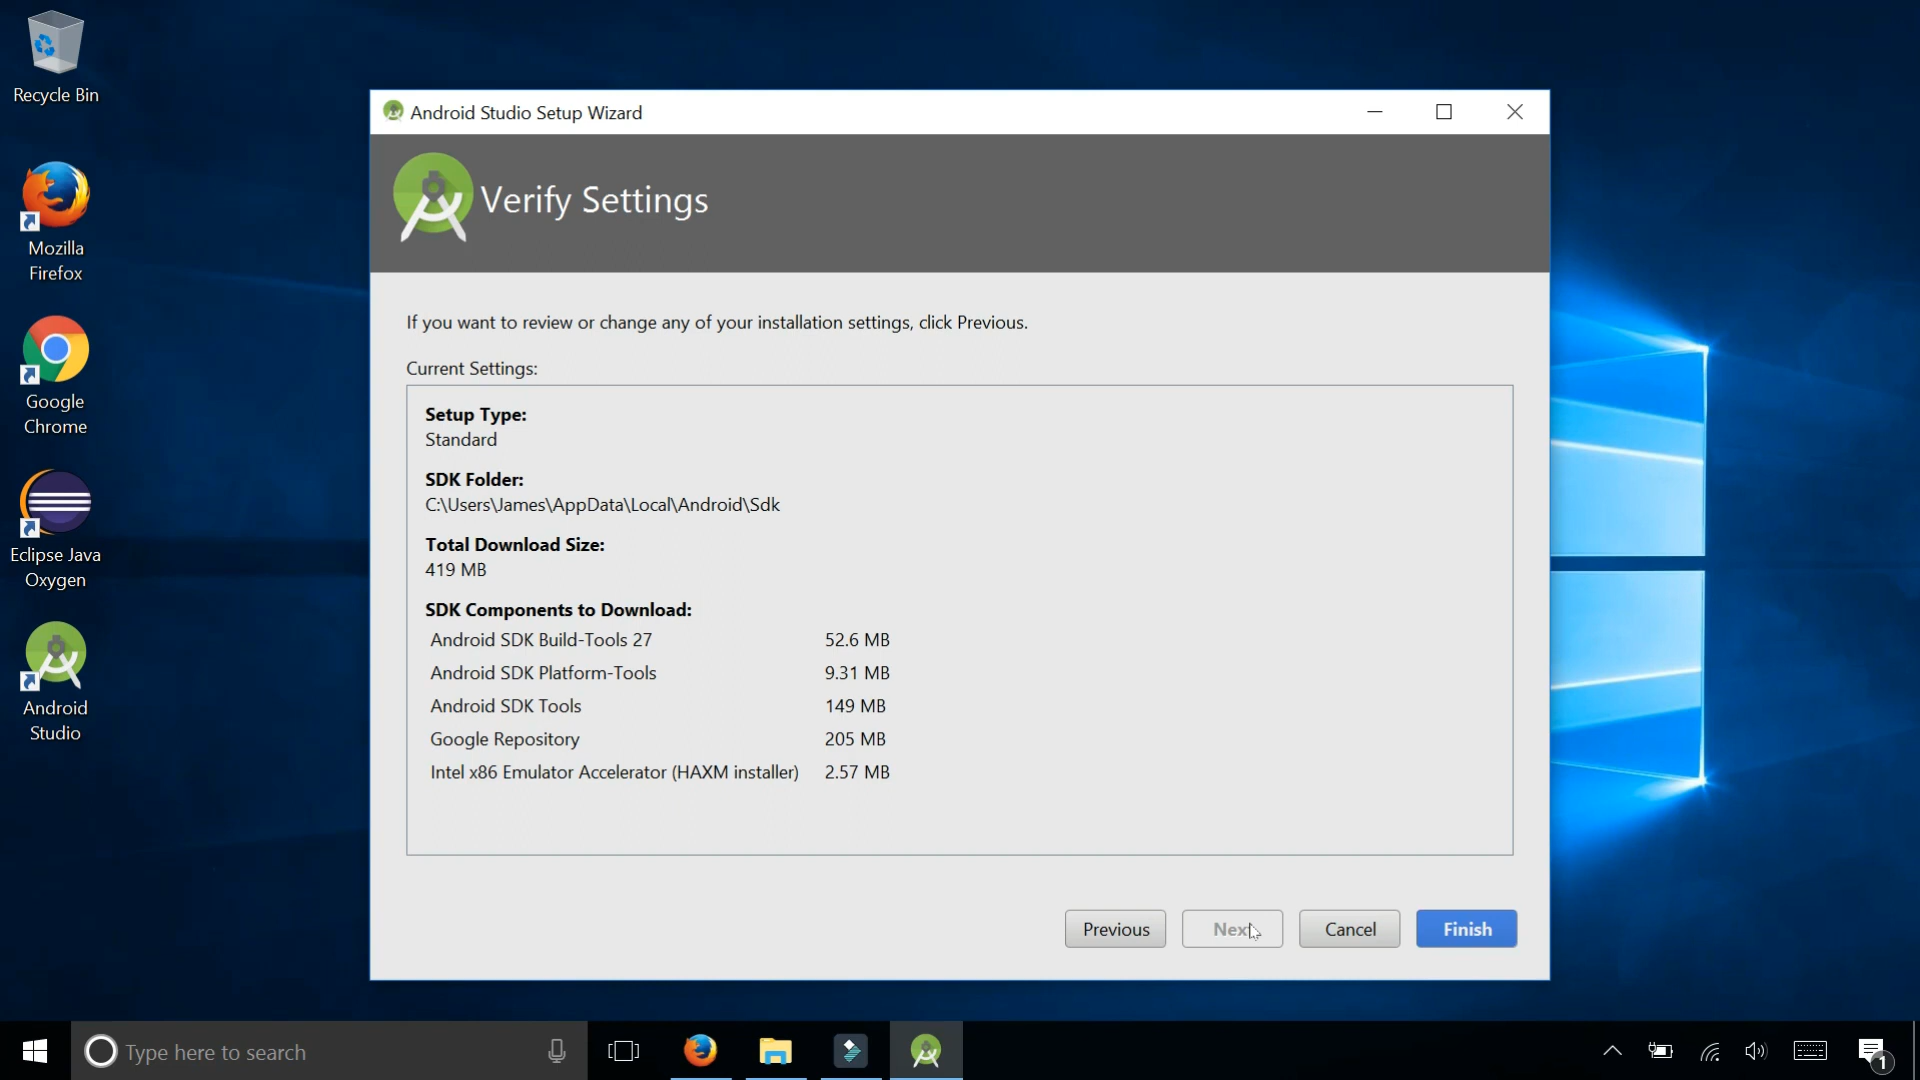 Recycle Bin
Mozilla
Firefox
Google
Chrome
Eclipse Java
Oxygen
Android
Studio
Android Studio Setup Wizard
Verify Settings
If you want to review or change any of your installation settings, click Previous.
Current Settings:
Setup Type:
Standard
SDK Folder:
C:\Users\James\AppData\Local\Android\Sdk
Total Download Size:
419 MB
SDK Components to Download:
Android SDK Build-Tools 27 52.6 MB
Android SDK Platform-Tools 9.31 MB
Android SDK Tools 149 MB
Google Repository 205 MB
Intel x86 Emulator Accelerator (HAXM installer) 2.57 MB
Previous Next Cancel Finish
Type here to search
1